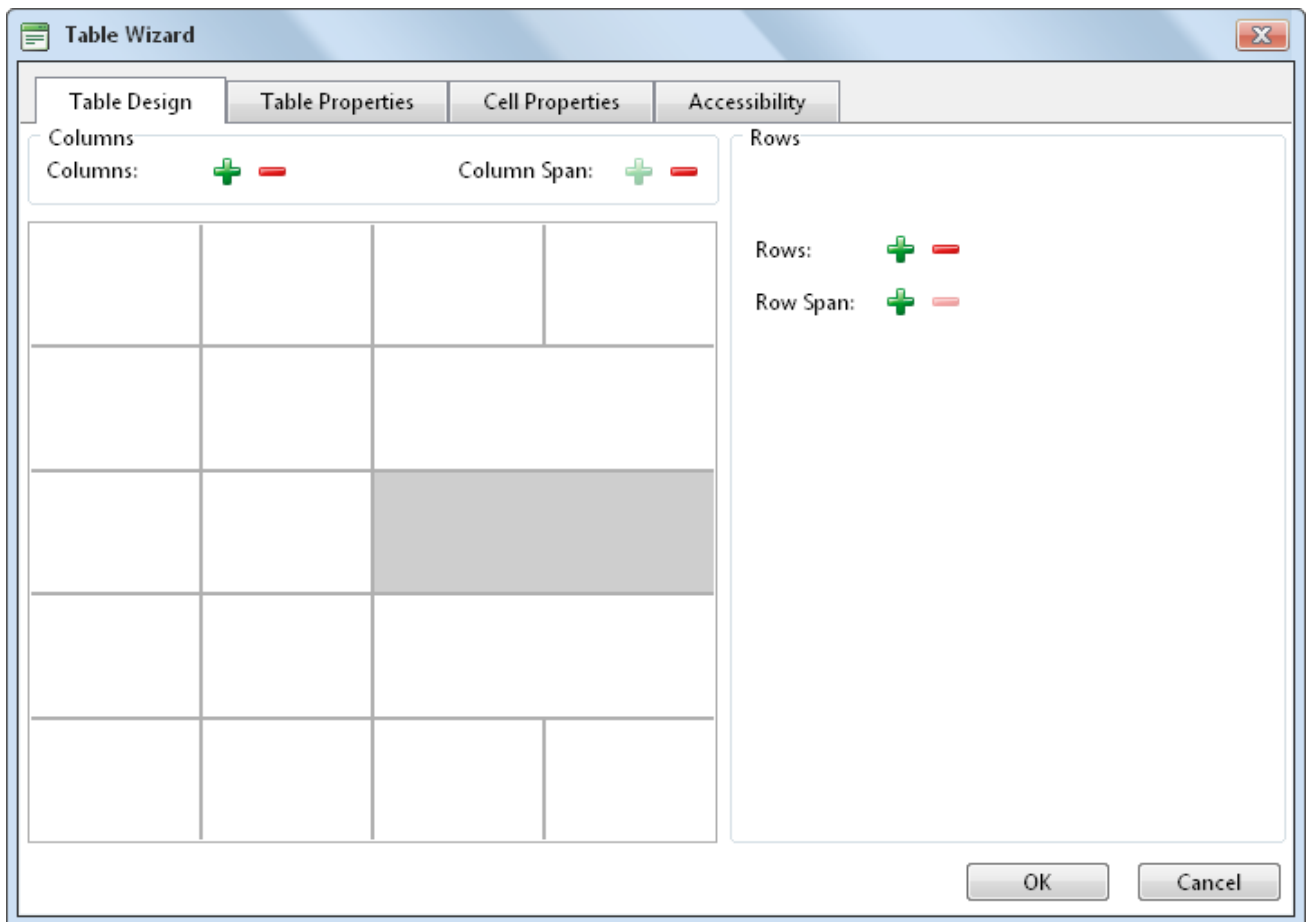 Table Wizard
Table Design Table Properties Cell Properties Accessibility
Columns
Columns: Column Span:
Rows
Rows:
Row Span:
OK Cancel